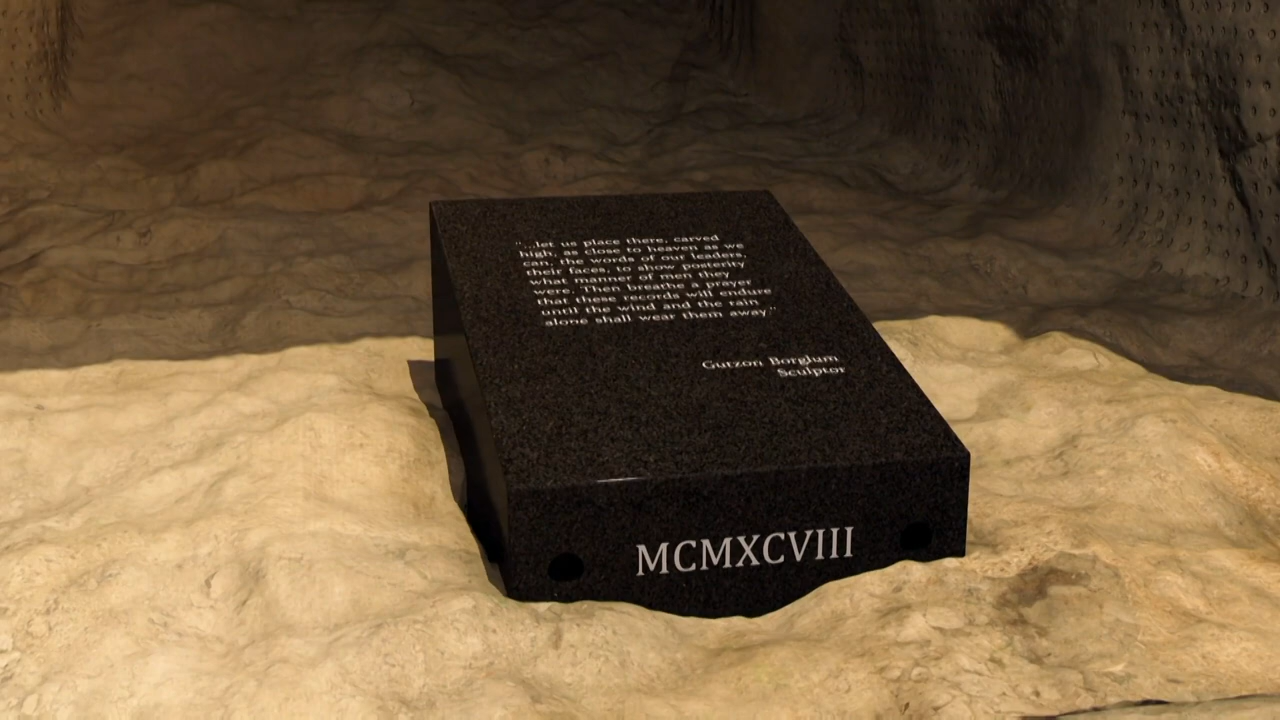 "...let us place there, carved
high, as close to heaven as we
can, the words of our leaders,
their faces, to show posterity
what manner of men they
were. Then breathe a prayer
that these records will endure
until the wind and the rain
alone shall wear them away."
Gutzon Borglum
Sculptor
MCMXCVIII